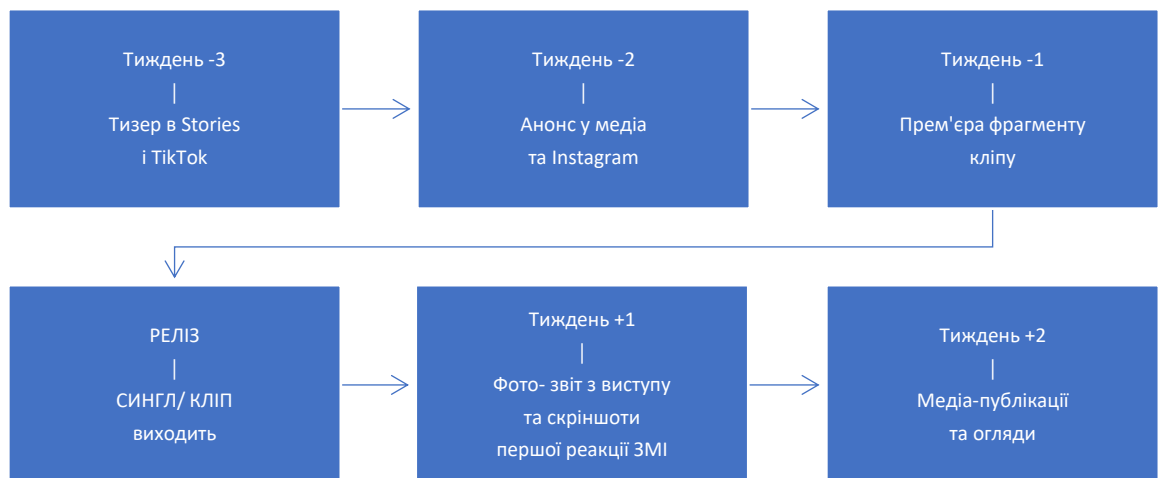 Тиждень -3
|
Тизер в Stories
і TikTok
Тиждень -2
|
Анонс у медіа
та Instagram
Тиждень -1
|
Прем'єра фрагменту
кліпу
РЕЛІЗ
|
СИНГЛ/ КЛІП
виходить
Тиждень +1
|
Фото- звіт з виступу
та скріншоти
першої реакції ЗМІ
Тиждень +2
|
Медіа-публікації
та огляди